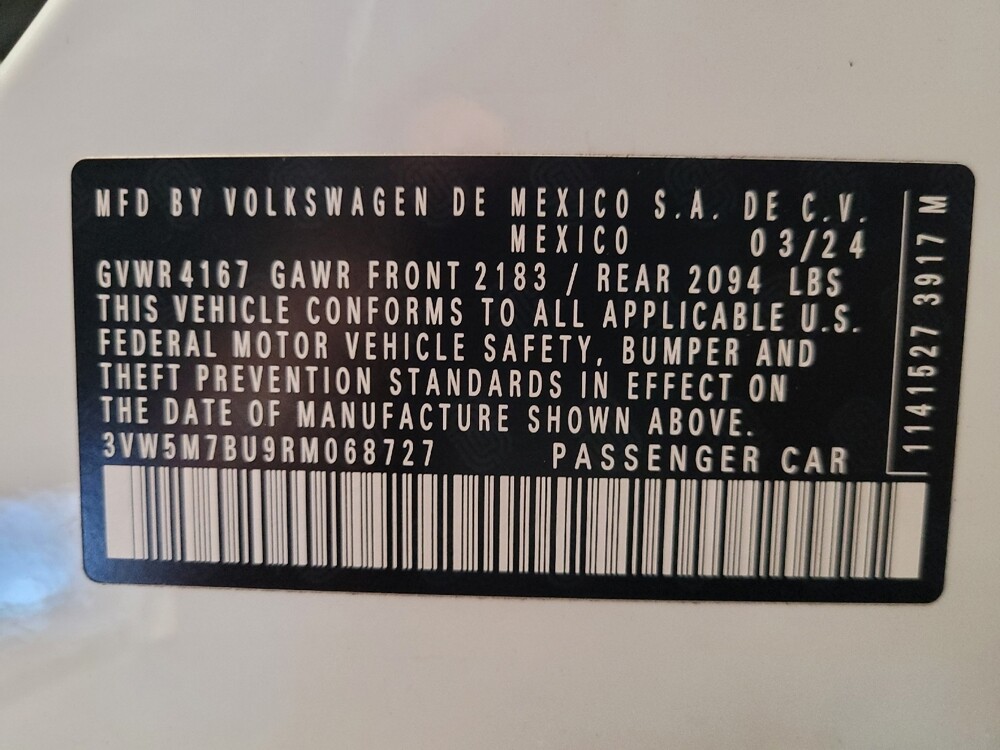 MFD BY VOLKSWAGEN DE MEXICO S.A. DE C.V.
MEXICO 03/24
GVWR 4167 GAWR FRONT 2183 / REAR 2094 LBS
THIS VEHICLE CONFORMS TO ALL APPLICABLE U.S.
FEDERAL MOTOR VEHICLE SAFETY, BUMPER AND
THEFT PREVENTION STANDARDS IN EFFECT ON
THE DATE OF MANUFACTURE SHOWN ABOVE.
3VW5M7BU9RM068727 PASSENGER CAR
1141527 3917 M